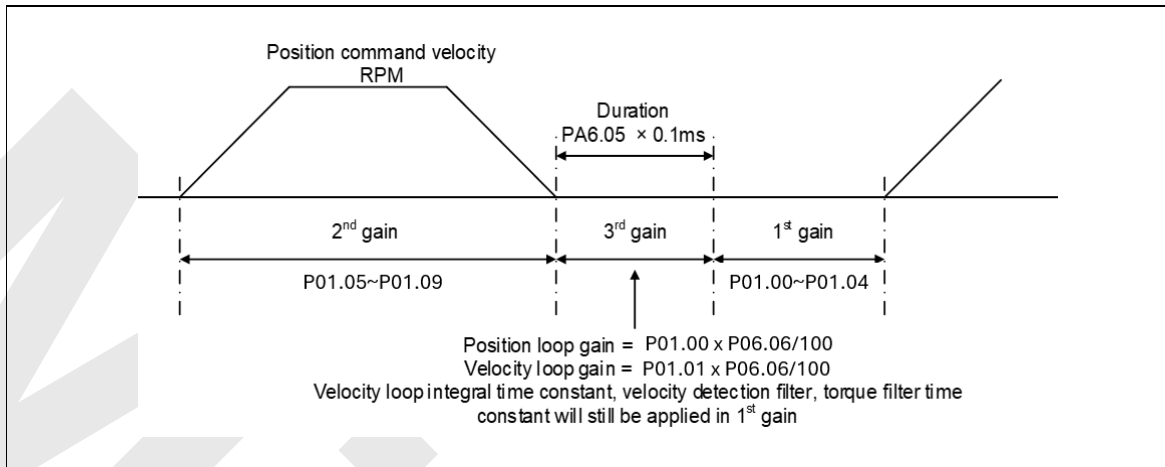 Position command velocity
RPM
Duration
PA6.05 × 0.1ms
2nd gain
3rd gain
1st gain
P01.05~P01.09
P01.00~P01.04
Position loop gain = P01.00 x P06.06/100
Velocity loop gain = P01.01 x P06.06/100
Velocity loop integral time constant, velocity detection filter, torque filter time
constant will still be applied in 1st gain